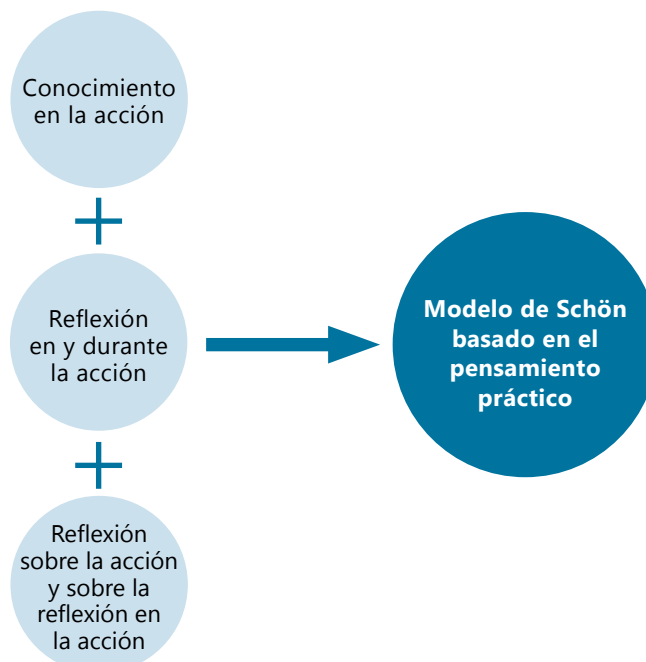 Conocimiento
en la acción
Reflexión
en y durante
la acción
Reflexión
sobre la acción
y sobre la
reflexión en
la acción
Modelo de Schön
basado en el
pensamiento
práctico